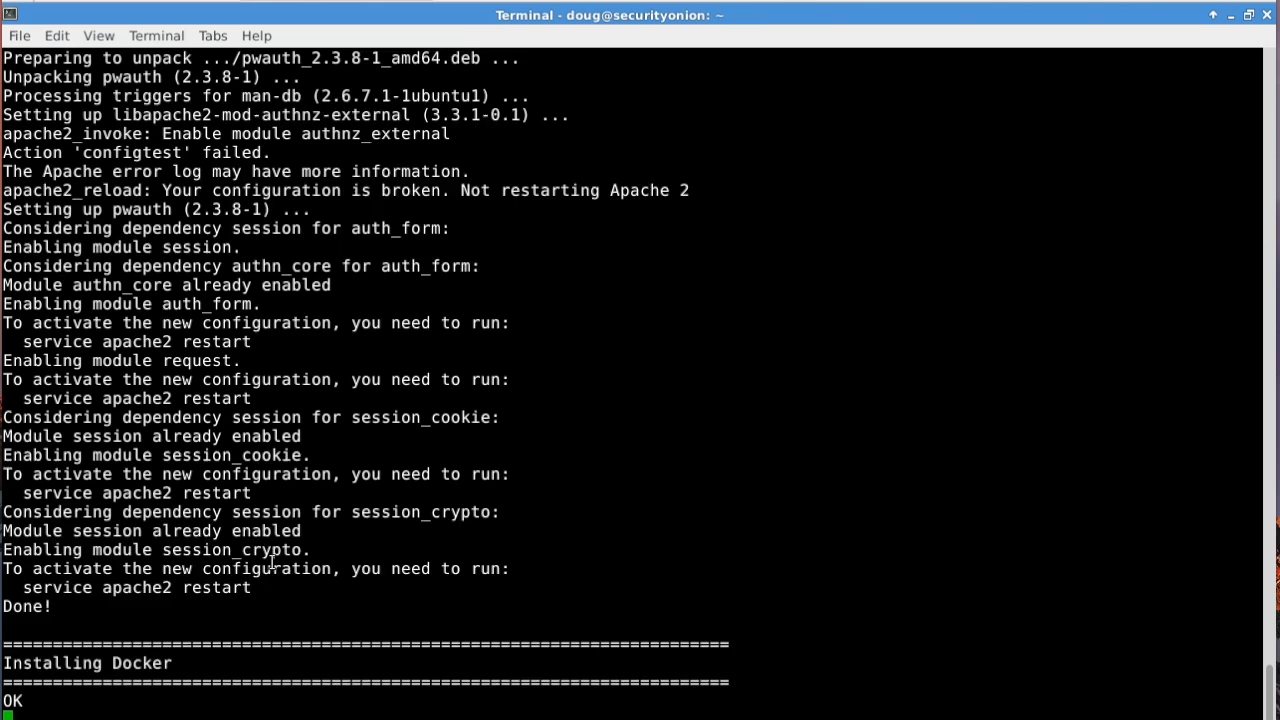 Terminal - doug@securityonion: ~
File Edit View Terminal Tabs Help
Preparing to unpack .../pwauth_2.3.8-1_amd64.deb ...
Unpacking pwauth (2.3.8-1) ...
Processing triggers for man-db (2.6.7.1-1ubuntu1) ...
Setting up libapache2-mod-authnz-external (3.3.1-0.1) ...
apache2_invoke: Enable module authnz_external
Action 'configtest' failed.
The Apache error log may have more information.
apache2_reload: Your configuration is broken. Not restarting Apache 2
Setting up pwauth (2.3.8-1) ...
Considering dependency session for auth_form:
Enabling module session.
Considering dependency authn_core for auth_form:
Module authn_core already enabled
Enabling module auth_form.
To activate the new configuration, you need to run:
  service apache2 restart
Enabling module request.
To activate the new configuration, you need to run:
  service apache2 restart
Considering dependency session for session_cookie:
Module session already enabled
Enabling module session_cookie.
To activate the new configuration, you need to run:
  service apache2 restart
Considering dependency session for session_crypto:
Module session already enabled
Enabling module session_crypto.
To activate the new configuration, you need to run:
  service apache2 restart
Done!
=========================================================================
Installing Docker
=========================================================================
OK